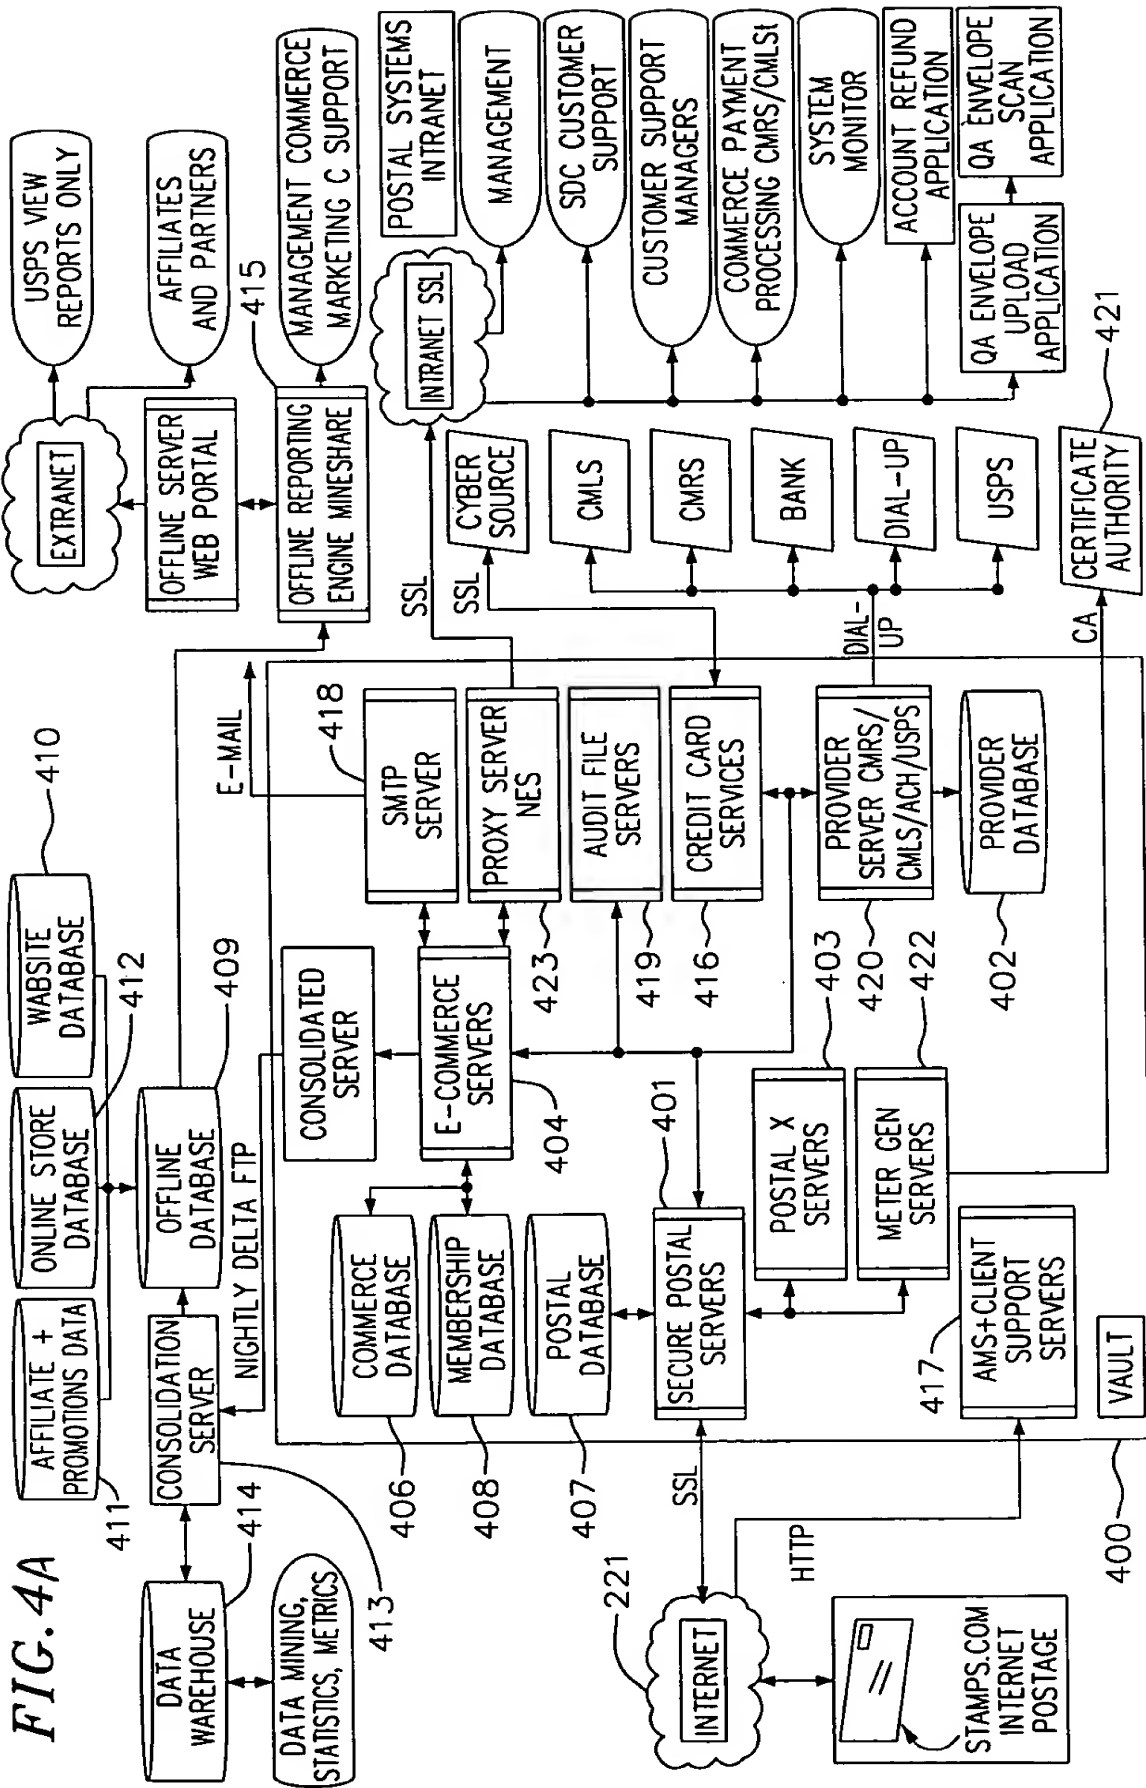 FIG. 4A
AFFILIATE +
PROMOTIONS DATA
411
ONLINE STORE
DATABASE
412
WABSITE
DATABASE
410
EXTRANET
USPS VIEW
REPORTS ONLY
AFFILIATES
AND PARTNERS
DATA
WAREHOUSE
414
CONSOLIDATION
SERVER
413
OFFLINE
DATABASE
409
OFFLINE SERVER
WEB PORTAL
OFFLINE REPORTING
ENGINE MINESHARE
415
MANAGEMENT COMMERCE
MARKETING C SUPPORT
DATA MINING,
STATISTICS, METRICS
NIGHTLY DELTA FTP
E-MAIL
CONSOLIDATED
SERVER
COMMERCE
DATABASE
406
MEMBERSHIP
DATABASE
408
POSTAL
DATABASE
407
E-COMMERCE
SERVERS
404
SMTP
SERVER
418
PROXY SERVER
NES
423
AUDIT FILE
SERVERS
419
CREDIT CARD
SERVICES
416
SSL
SSL
INTRANET SSL
POSTAL SYSTEMS
INTRANET
MANAGEMENT
SDC CUSTOMER
SUPPORT
CUSTOMER SUPPORT
MANAGERS
COMMERCE PAYMENT
PROCESSING CMRS/CMLSt
SYSTEM
MONITOR
ACCOUNT REFUND
APPLICATION
QA ENVELOPE
UPLOAD
APPLICATION
QA ENVELOPE
SCAN
APPLICATION
CYBER
SOURCE
CMLS
CMRS
BANK
DIAL-UP
USPS
CERTIFICATE
AUTHORITY
421
DIAL-
UP
CA
INTERNET
221
SSL
HTTP
STAMPS.COM
INTERNET
POSTAGE
SECURE POSTAL
SERVERS
401
POSTAL X
SERVERS
403
METER GEN
SERVERS
422
AMS+CLIENT
SUPPORT
SERVERS
417
PROVIDER
SERVER CMRS/
CMLS/ACH/USPS
420
PROVIDER
DATABASE
402
VAULT
400